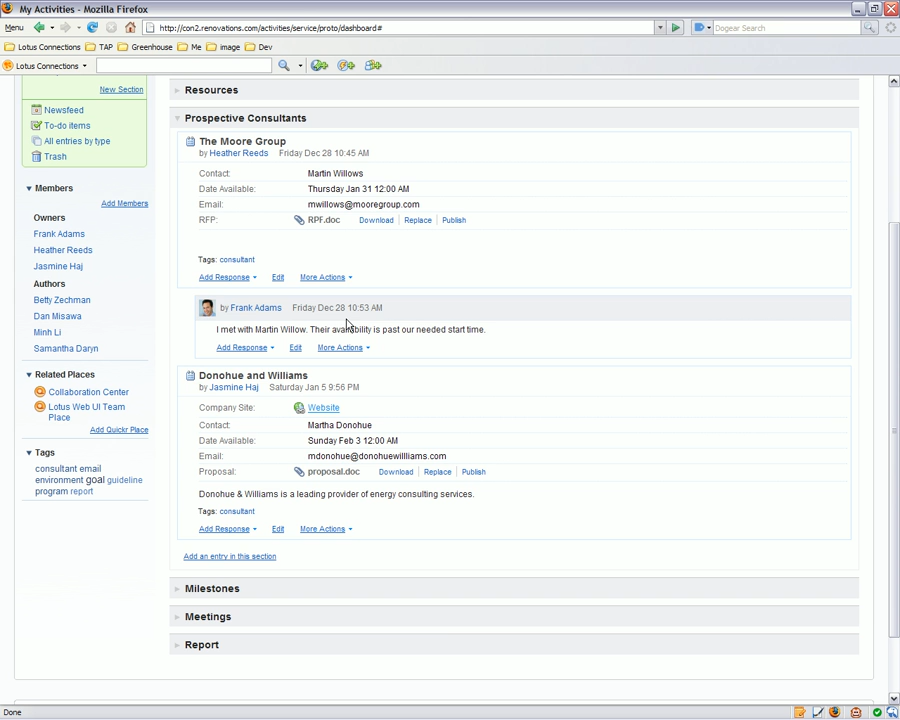 My Activities - Mozilla Firefox
Menu http://con2.renovations.com/activities/service/proto/dashboard# Dogear Search
Lotus Connections TAP Greenhouse Me image Dev
Lotus Connections
New Section
Newsfeed
To-do items
All entries by type
Trash
Members
Add Members
Owners
Frank Adams
Heather Reeds
Jasmine Haj
Authors
Betty Zechman
Dan Misawa
Minh Li
Samantha Daryn
Related Places
Collaboration Center
Lotus Web UI Team
Place
Add Quickr Place
Tags
consultant email
environment goal guideline
program report
Resources
Prospective Consultants
The Moore Group
by Heather Reeds Friday Dec 28 10:45 AM
Contact: Martin Willows
Date Available: Thursday Jan 31 12:00 AM
Email: mwillows@mooregroup.com
RFP: RPF.doc Download Replace Publish
Tags: consultant
Add Response Edit More Actions
by Frank Adams Friday Dec 28 10:53 AM
I met with Martin Willow. Their availability is past our needed start time.
Add Response Edit More Actions
Donohue and Williams
by Jasmine Haj Saturday Jan 5 9:56 PM
Company Site: Website
Contact: Martha Donohue
Date Available: Sunday Feb 3 12:00 AM
Email: mdonohue@donohuewillliams.com
Proposal: proposal.doc Download Replace Publish
Donohue & Williams is a leading provider of energy consulting services.
Tags: consultant
Add Response Edit More Actions
Add an entry in this section
Milestones
Meetings
Report
Done